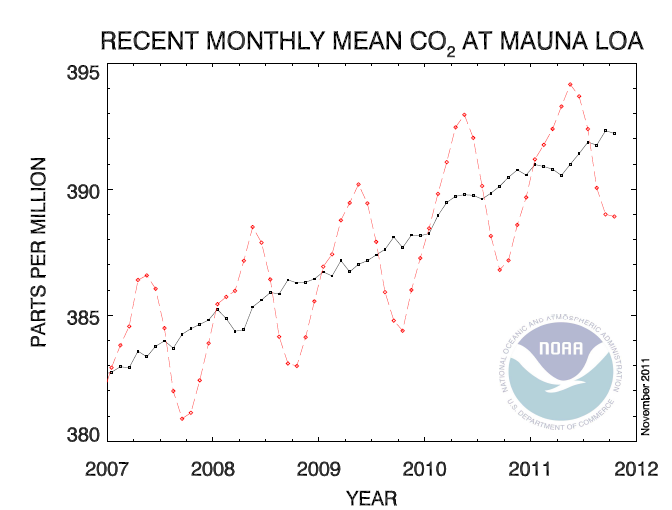 RECENT MONTHLY MEAN CO2 AT MAUNA LOA
395
390
385
380
PARTS PER MILLION
2007 2008 2009 2010 2011 2012
YEAR
NATIONAL OCEANIC AND ATMOSPHERIC ADMINISTRATION
NOAA
U.S. DEPARTMENT OF COMMERCE
November 2011